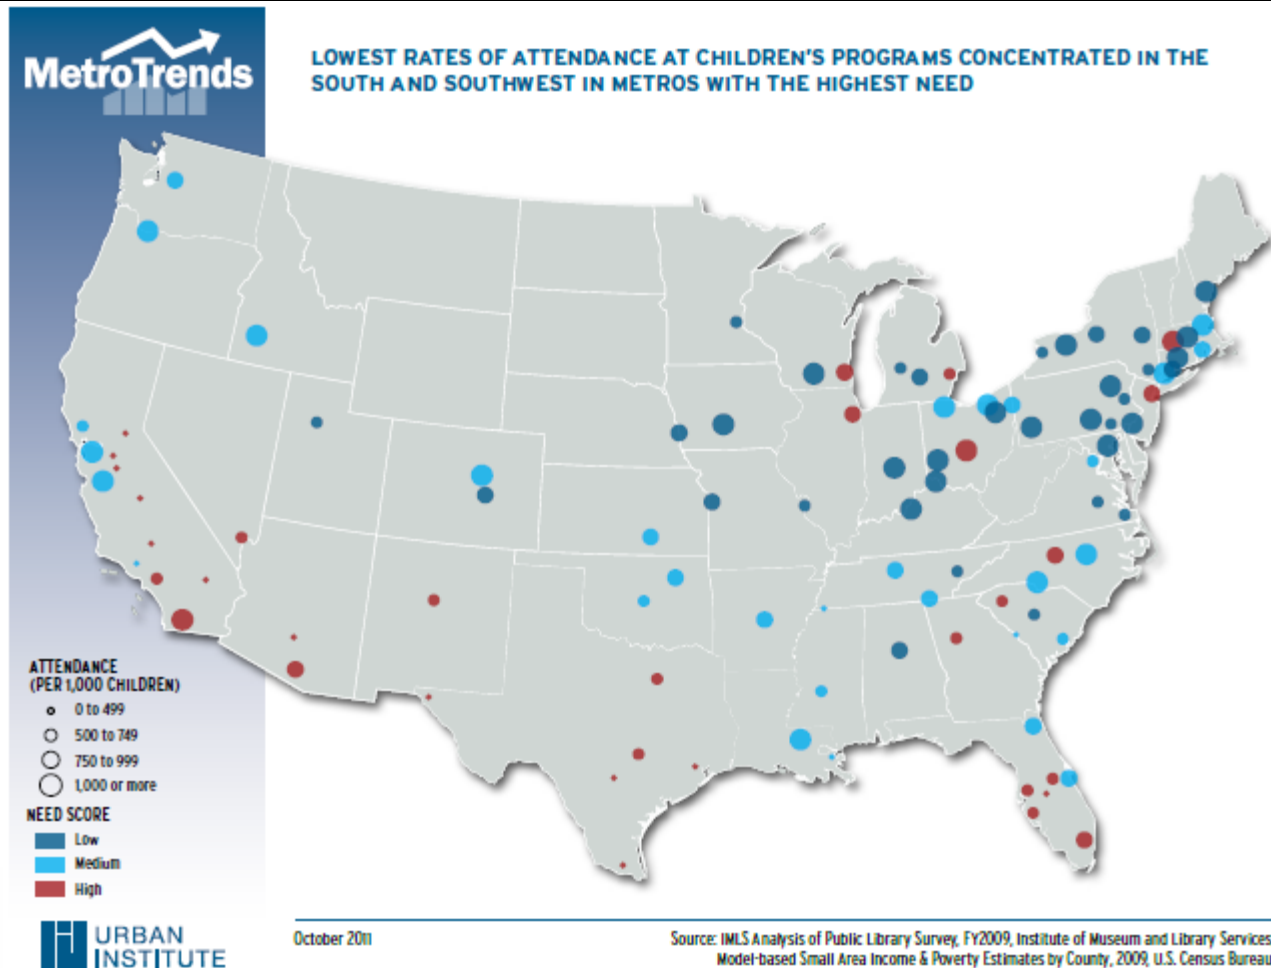 MetroTrends
LOWEST RATES OF ATTENDANCE AT CHILDREN'S PROGRAMS CONCENTRATED IN THE
SOUTH AND SOUTHWEST IN METROS WITH THE HIGHEST NEED
ATTENDANCE
(PER 1,000 CHILDREN)
0 to 499
500 to 749
750 to 999
1,000 or more
NEED SCORE
Low
Medium
High
URBAN
INSTITUTE
October 2011
Source: IMLS Analysis of Public Library Survey, FY2009, Institute of Museum and Library Services
Model-based Small Area Income & Poverty Estimates by County, 2009, U.S. Census Bureau